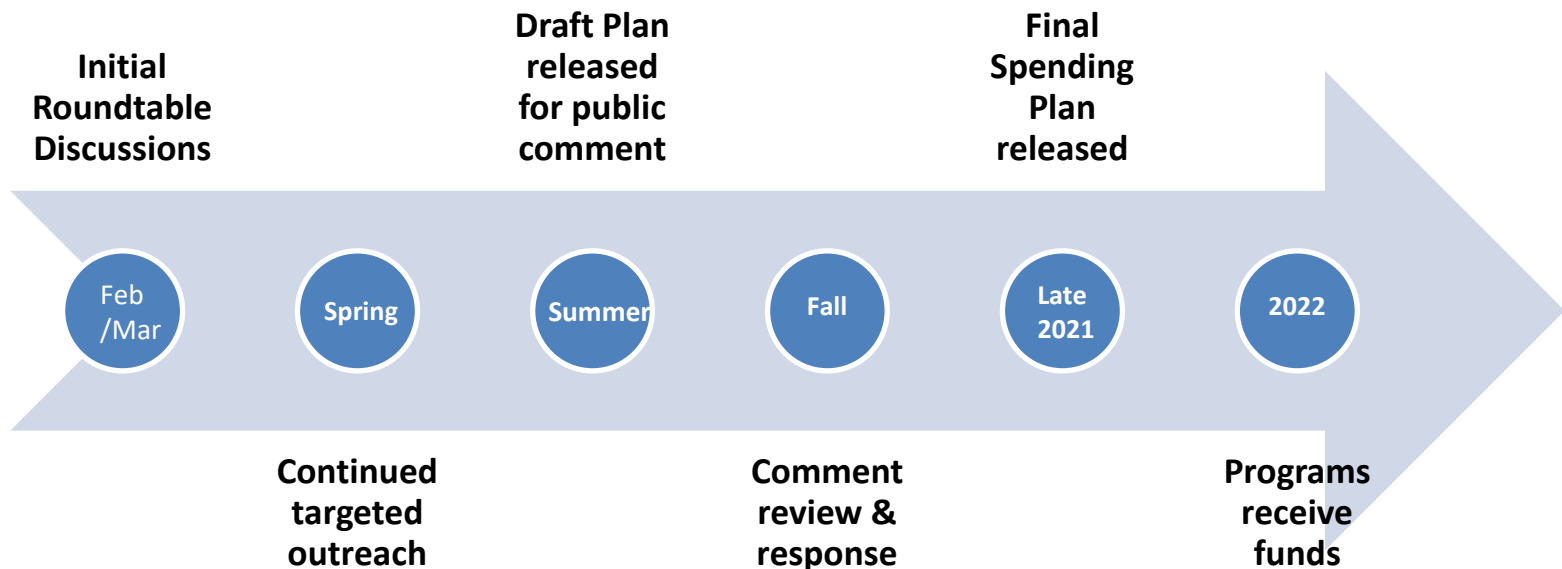 Initial
Roundtable
Discussions
Draft Plan
released
for public
comment
Final
Spending
Plan
released
Feb
/Mar
Spring
Summer
Fall
Late
2021
2022
Continued
targeted
outreach
Comment
review &
response
Programs
receive
funds